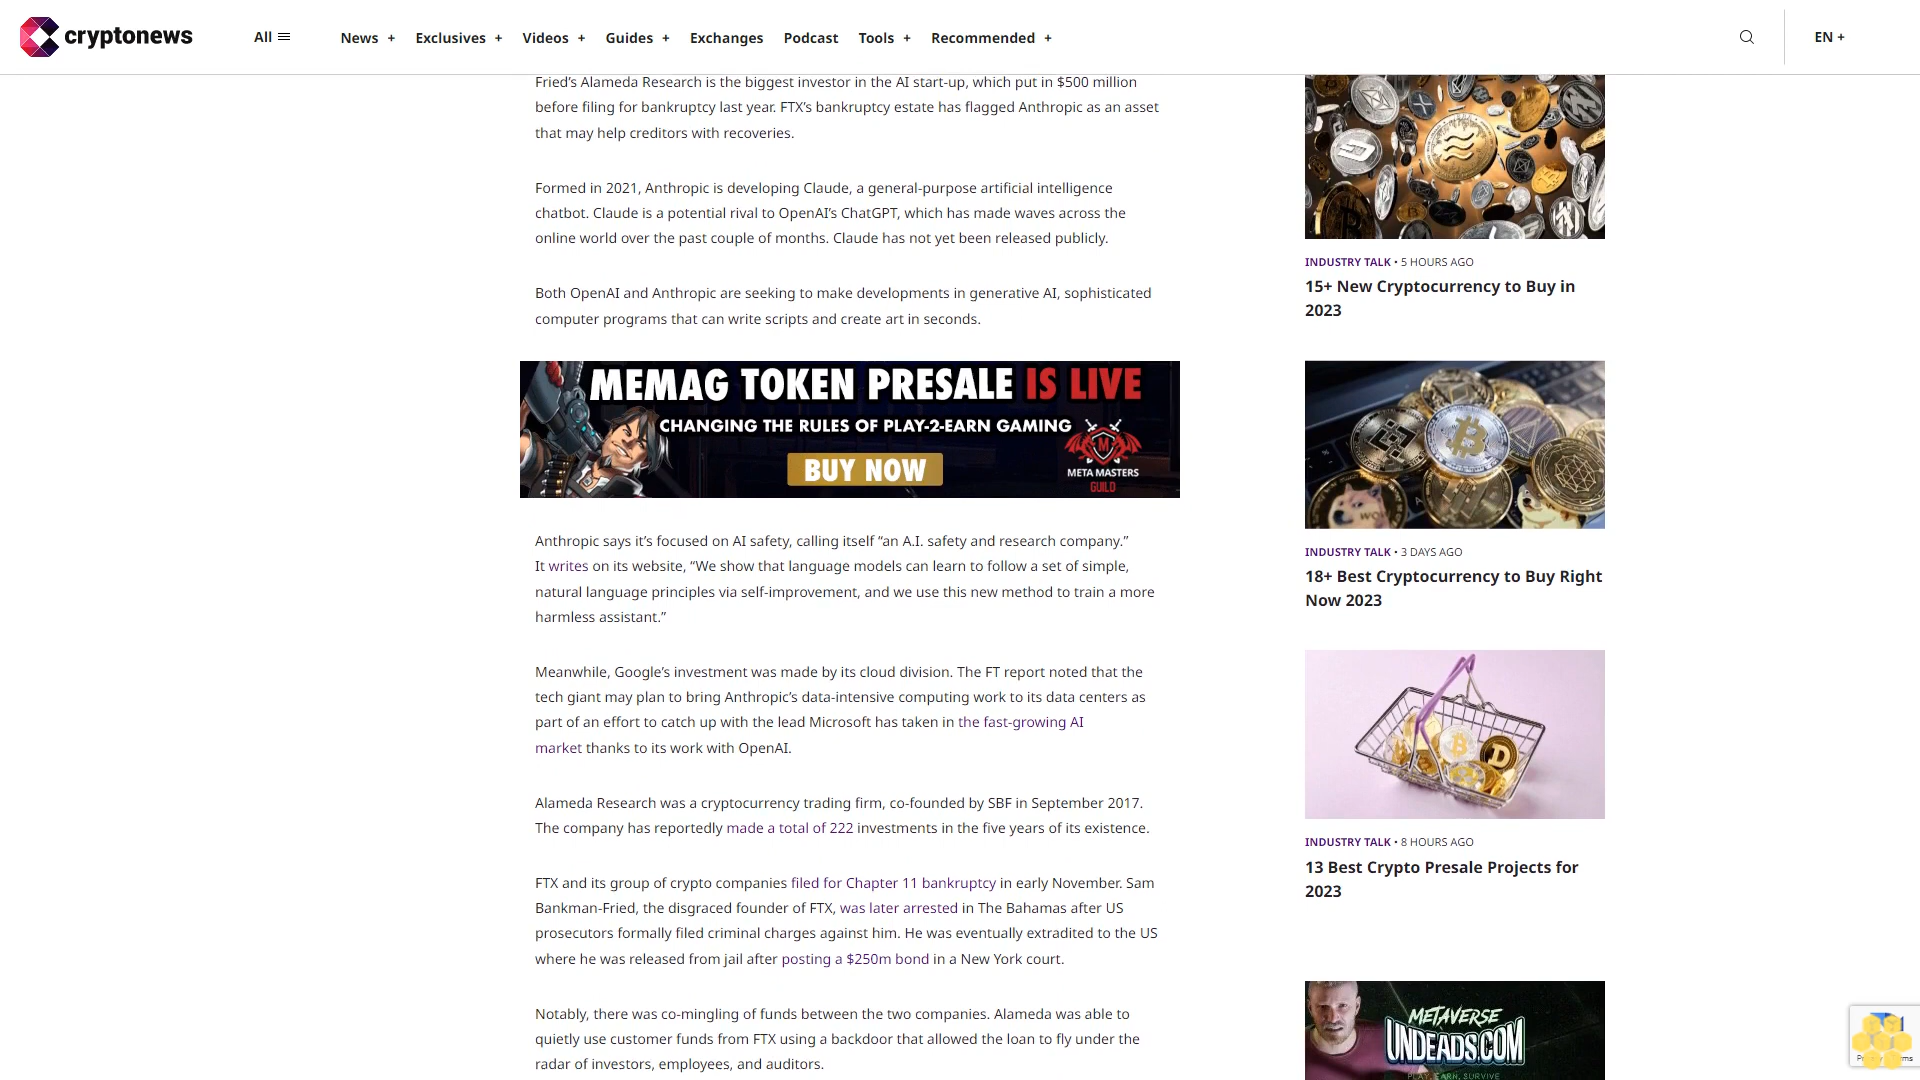 cryptonews
All
News +
Exclusives +
Videos +
Guides +
Exchanges
Podcast
Tools +
Recommended +
EN +
Fried’s Alameda Research is the biggest investor in the AI start-up, which put in $500 million
before filing for bankruptcy last year. FTX’s bankruptcy estate has flagged Anthropic as an asset
that may help creditors with recoveries.
Formed in 2021, Anthropic is developing Claude, a general-purpose artificial intelligence
chatbot. Claude is a potential rival to OpenAI’s ChatGPT, which has made waves across the
online world over the past couple of months. Claude has not yet been released publicly.
Both OpenAI and Anthropic are seeking to make developments in generative AI, sophisticated
computer programs that can write scripts and create art in seconds.
MEMAG TOKEN PRESALE IS LIVE
CHANGING THE RULES OF PLAY-2-EARN GAMING
BUY NOW
META MASTERS
GUILD
Anthropic says it’s focused on AI safety, calling itself “an A.I. safety and research company.”
It writes on its website, “We show that language models can learn to follow a set of simple,
natural language principles via self-improvement, and we use this new method to train a more
harmless assistant.”
Meanwhile, Google’s investment was made by its cloud division. The FT report noted that the
tech giant may plan to bring Anthropic’s data-intensive computing work to its data centers as
part of an effort to catch up with the lead Microsoft has taken in the fast-growing AI
market thanks to its work with OpenAI.
Alameda Research was a cryptocurrency trading firm, co-founded by SBF in September 2017.
The company has reportedly made a total of 222 investments in the five years of its existence.
FTX and its group of crypto companies filed for Chapter 11 bankruptcy in early November. Sam
Bankman-Fried, the disgraced founder of FTX, was later arrested in The Bahamas after US
prosecutors formally filed criminal charges against him. He was eventually extradited to the US
where he was released from jail after posting a $250m bond in a New York court.
Notably, there was co-mingling of funds between the two companies. Alameda was able to
quietly use customer funds from FTX using a backdoor that allowed the loan to fly under the
radar of investors, employees, and auditors.
INDUSTRY TALK • 5 HOURS AGO
15+ New Cryptocurrency to Buy in
2023
INDUSTRY TALK • 3 DAYS AGO
18+ Best Cryptocurrency to Buy Right
Now 2023
INDUSTRY TALK • 8 HOURS AGO
13 Best Crypto Presale Projects for
2023
METAVERSE
UNDEADS.COM
PLAY, EARN, SURVIVE